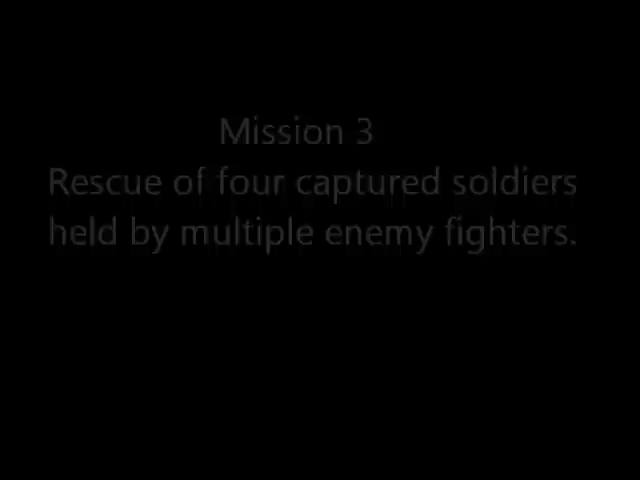 Mission 3
Rescue of four captured soldiers
held by multiple enemy fighters.